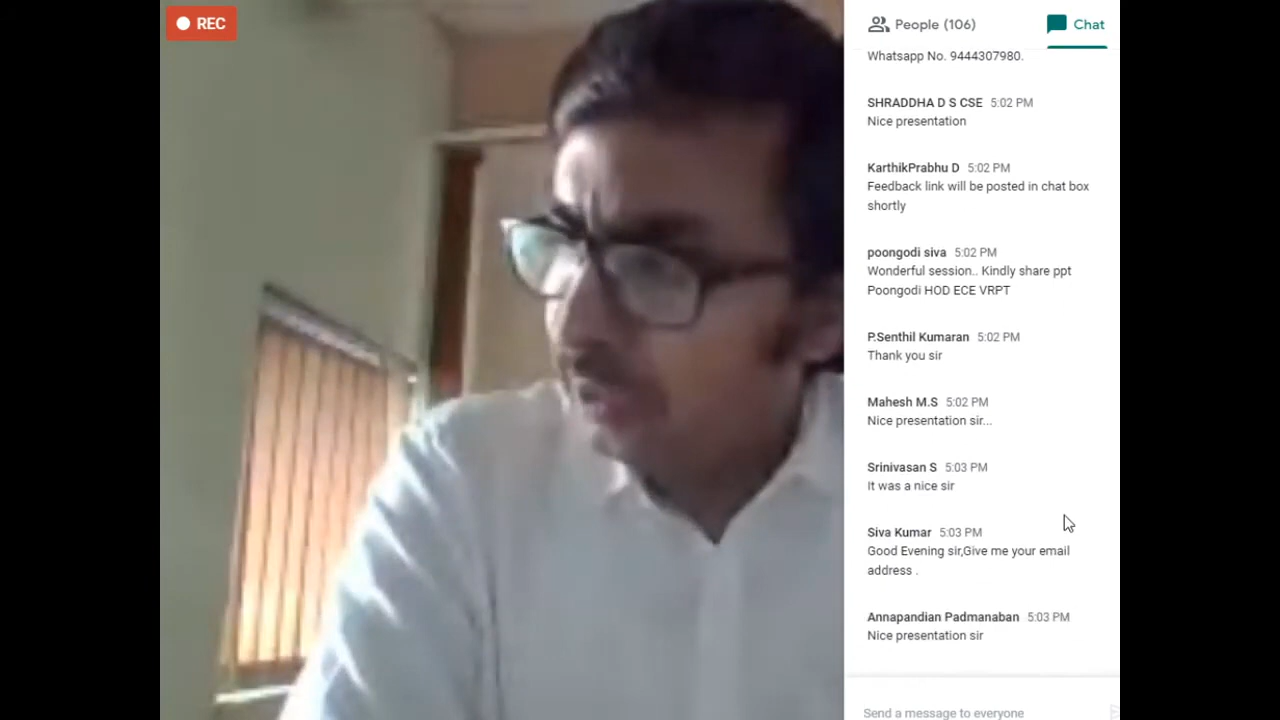 REC
People (106)
Chat
Whatsapp No. 9444307980.
SHRADDHA D S CSE 5:02 PM
Nice presentation
KarthikPrabhu D 5:02 PM
Feedback link will be posted in chat box
shortly
poongodi siva 5:02 PM
Wonderful session.. Kindly share ppt
Poongodi HOD ECE VRPT
P.Senthil Kumaran 5:02 PM
Thank you sir
Mahesh M.S 5:02 PM
Nice presentation sir...
Srinivasan S 5:03 PM
It was a nice sir
Siva Kumar 5:03 PM
Good Evening sir,Give me your email
address .
Annapandian Padmanaban 5:03 PM
Nice presentation sir
Send a message to everyone